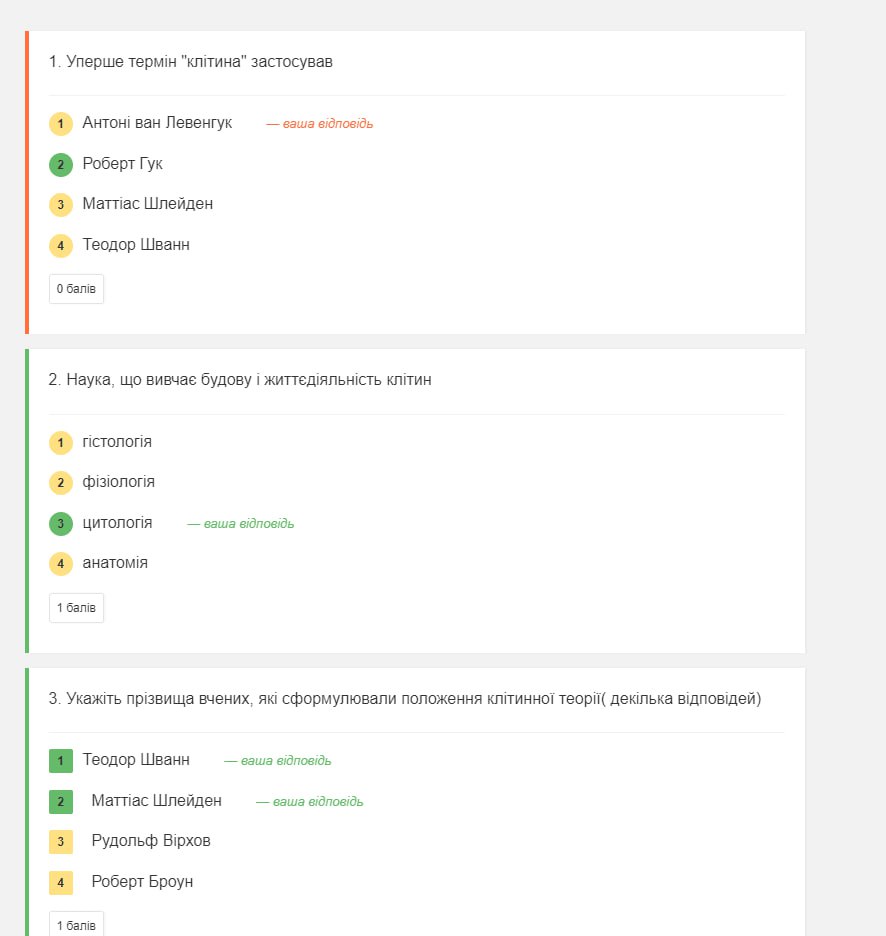 1. Уперше термін "клітина" застосував
1 Антоні ван Левенгук — ваша відповідь
2 Роберт Гук
3 Маттіас Шлейден
4 Теодор Шванн
0 балів
2. Наука, що вивчає будову і життєдіяльність клітин
1 гістологія
2 фізіологія
3 цитологія — ваша відповідь
4 анатомія
1 балів
3. Укажіть прізвища вчених, які сформулювали положення клітинної теорії( декілька відповідей)
1 Теодор Шванн — ваша відповідь
2 Маттіас Шлейден — ваша відповідь
3 Рудольф Вірхов
4 Роберт Броун
1 балів